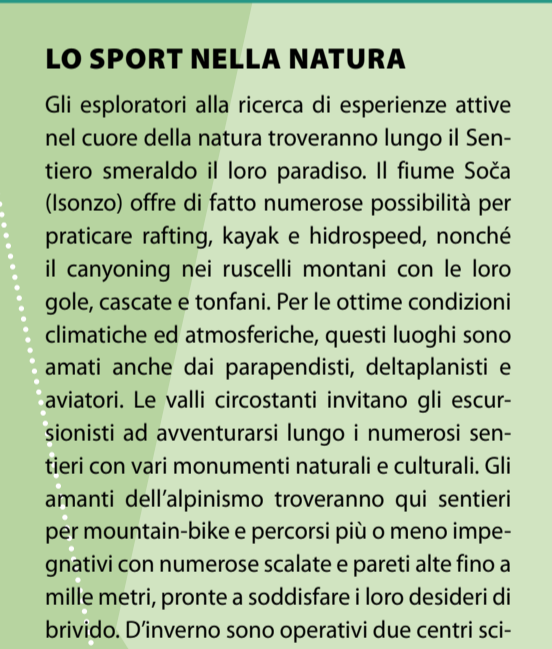 LO SPORT NELLA NATURA
Gli esploratori alla ricerca di esperienze attive
nel cuore della natura troveranno lungo il Sen-
tiero smeraldo il loro paradiso. Il fiume Soča
(Isonzo) offre di fatto numerose possibilità per
praticare rafting, kayak e hidrospeed, nonché
il canyoning nei ruscelli montani con le loro
gole, cascate e tonfani. Per le ottime condizioni
climatiche ed atmosferiche, questi luoghi sono
amati anche dai parapendisti, deltaplanisti e
aviatori. Le valli circostanti invitano gli escur-
sionisti ad avventurarsi lungo i numerosi sen-
tieri con vari monumenti naturali e culturali. Gli
amanti dell'alpinismo troveranno qui sentieri
per mountain-bike e percorsi più o meno impe-
gnativi con numerose scalate e pareti alte fino a
mille metri, pronte a soddisfare i loro desideri di
brivido. D'inverno sono operativi due centri sci-